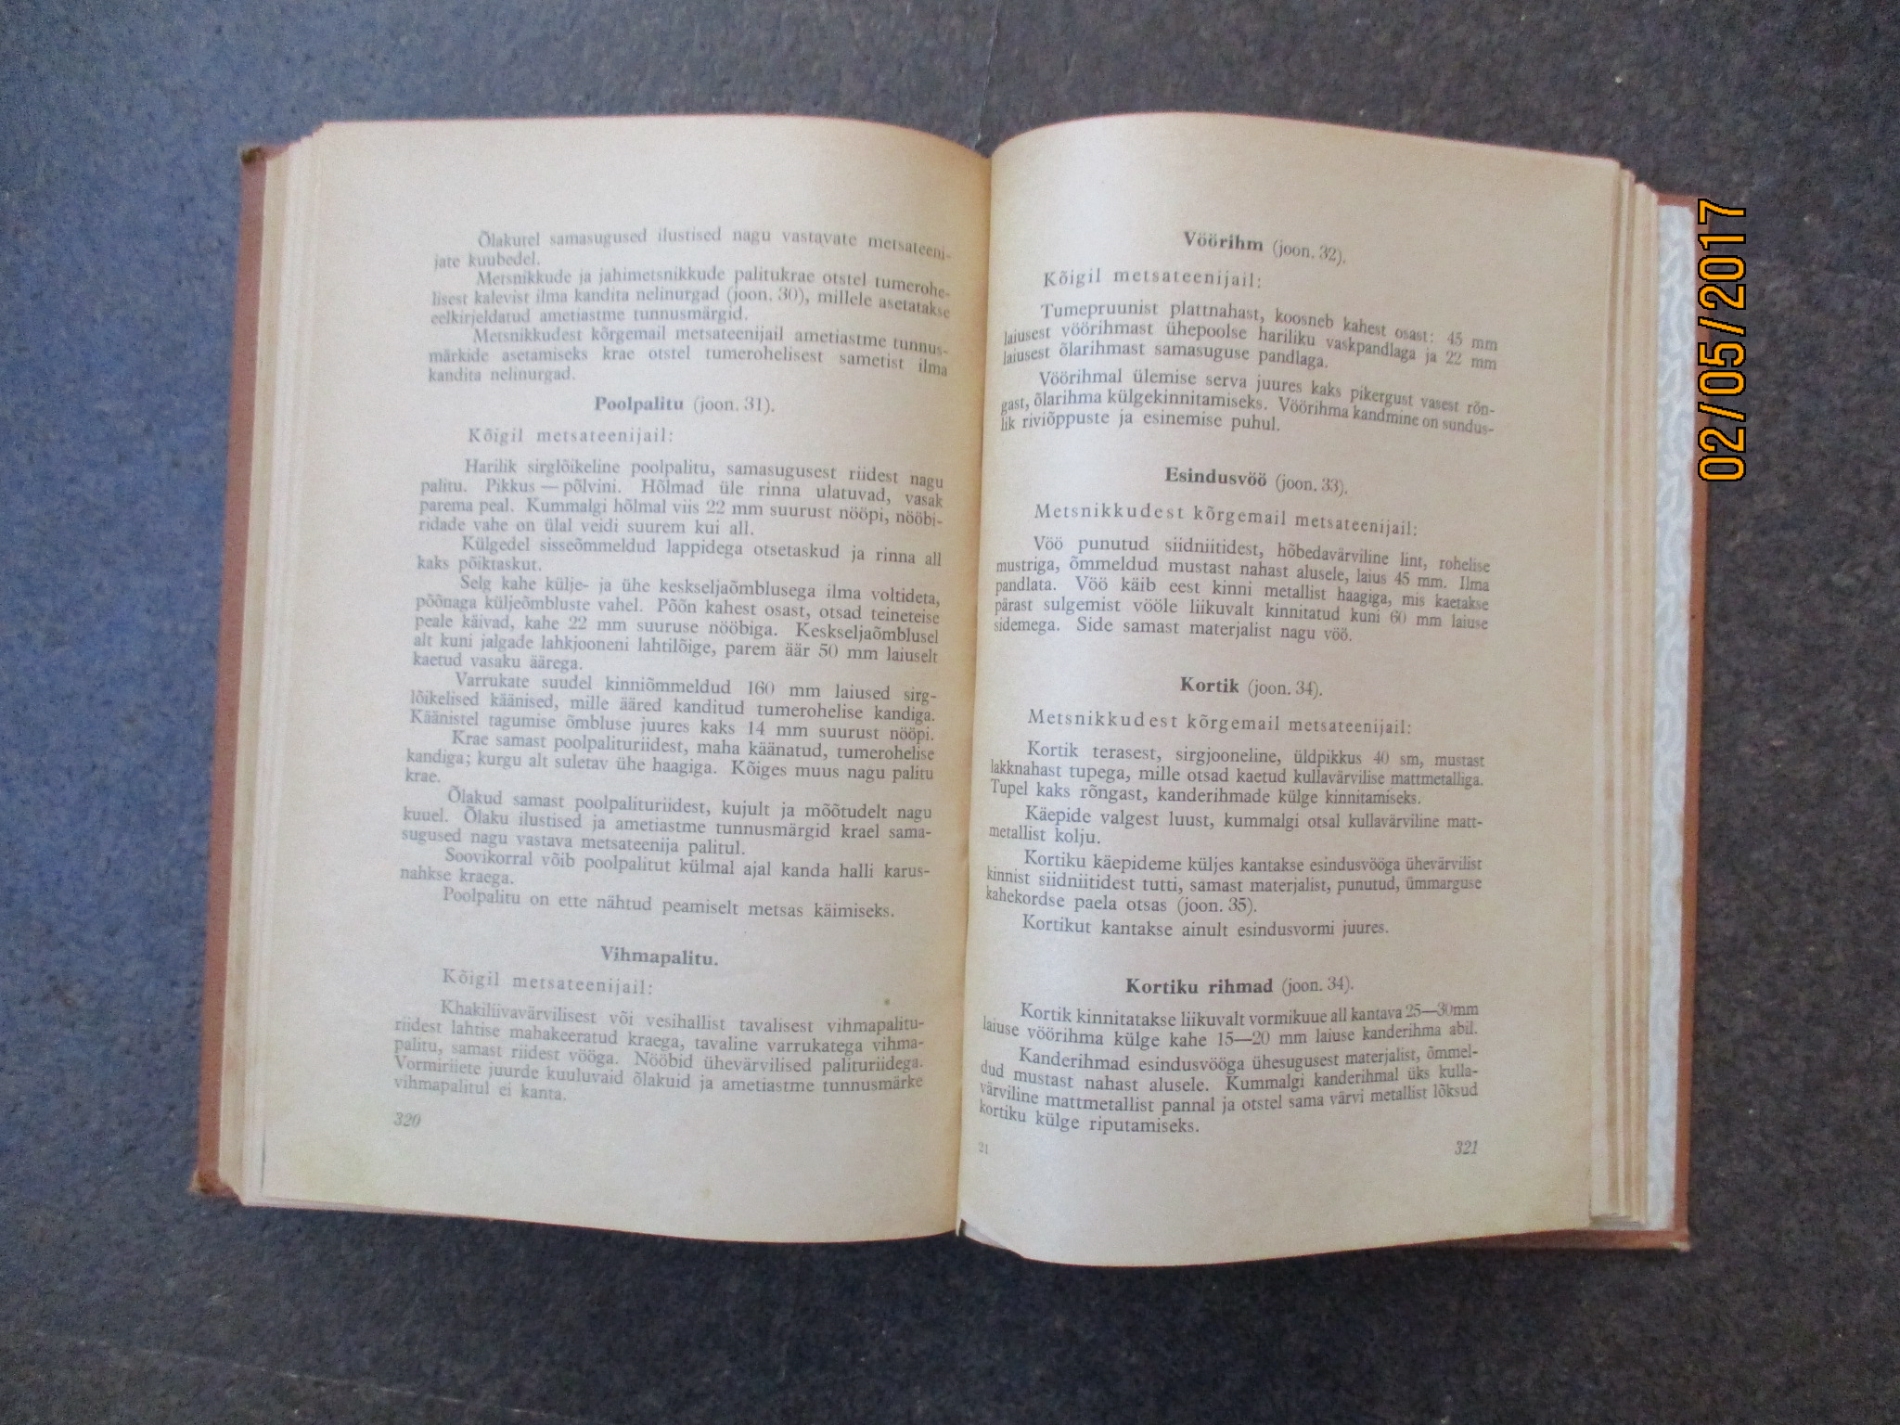 Õlakutel samasugused ilustised nagu vastavate metsateeni-
jate kuubedel.
Metsnikkude ja jahimetsnikkude palitukrae otstel tumerohe-
lisest kalevist ilma kandita nelinurgad (joon. 30), millele asetatakse
eelkirjeldatud ametiastme tunnusmärgid.
Metsnikkudest kõrgemail metsateenijail ametiastme tunnus-
märkide asetamiseks krae otstel tumerohelisest sametist ilma
kandita nelinurgad.
Poolpalitu (joon. 31).
Kõigil metsateenijail:
Harilik sirglõikeline poolpalitu, samasugusest riidest nagu
palitu. Pikkus — põlvini. Hõlmad üle rinna ulatuvad, vasak
parema peal. Kummalgi hõlmal viis 22 mm suurust nööpi, nööbi-
ridade vahe on ülal veidi suurem kui all.
Külgedel sisseõmmeldud lappidega otsetaskud ja rinna all
kaks põiktaskut.
Selg kahe külje- ja ühe keskseljaõmblusega ilma voltideta,
põõnaga küljeõmbluste vahel. Põõn kahest osast, otsad teineteise
peale käivad, kahe 22 mm suuruse nööbiga. Keskseljaõmblusel
alt kuni jalgade lahkjooneni lahtilõige, parem äär 50 mm laiuselt
kaetud vasaku äärega.
Varrukate suudel kinniõmmeldud 160 mm laiused sirg-
lõikelised käänised, mille ääred kanditud tumerohelise kandiga.
Käänistel tagumise õmbluse juures kaks 14 mm suurust nööpi.
Krae samast poolpalituriidest, maha käänatud, tumerohelise
kandiga; kurgu alt suletav ühe haagiga. Kõiges muus nagu palitu
krae.
Õlakud samast poolpalituriidest, kujult ja mõõtudelt nagu
kuuel. Õlaku ilustised ja ametiastme tunnusmärgid krael sama-
sugused nagu vastava metsateenija palitul.
Soovikorral võib poolpalitut külmal ajal kanda halli karus-
nahkse kraega.
Poolpalitu on ette nähtud peamiselt metsas käimiseks.
Vihmapalitu.
Kõigil metsateenijail:
Khakiliivavärvilisest või vesihallist tavalisest vihmapalitu-
riidest lahtise mahakeeratud kraega, tavaline varrukatega vihma-
palitu, samast riidest vööga. Nööbid ühevärvilised palituriidega.
Vormiriiete juurde kuuluvaid õlakuid ja ametiastme tunnusmärke
vihmapalitul ei kanta.
320
Vöörihm (joon. 32).
Kõigil metsateenijail:
Tumepruunist plattnahast, koosneb kahest osast: 45 mm
laiusest vöörihmast ühepoolse hariliku vaskpandlaga ja 22 mm
laiusest õlarihmast samasuguse pandlaga.
Vöörihmal ülemise serva juures kaks pikergust vasest rõn-
gast, õlarihma külgekinnitamiseks. Vöörihma kandmine on sundus-
lik riviõppuste ja esinemise puhul.
Esindusvöö (joon. 33).
Metsnikkudest kõrgemail metsateenijail:
Vöö punutud siidniitidest, hõbedavärviline lint, rohelise
mustriga, õmmeldud mustast nahast alusele, laius 45 mm. Ilma
pandlata. Vöö käib eest kinni metallist haagiga, mis kaetakse
pärast sulgemist vööle liikuvalt kinnitatud kuni 60 mm laiuse
sidemega. Side samast materjalist nagu vöö.
Kortik (joon. 34).
Metsnikkudest kõrgemail metsateenijail:
Kortik terasest, sirgjooneline, üldpikkus 40 sm, mustast
lakknahast tupega, mille otsad kaetud kullavärvilise mattmetalliga.
Tupel kaks rõngast, kanderihmade külge kinnitamiseks.
Käepide valgest luust, kummalgi otsal kullavärviline matt-
metallist kolju.
Kortiku käepideme küljes kantakse esindusvööga ühevärvilist
kinnist siidniitidest tutti, samast materjalist, punutud, ümmarguse
kahekordse paela otsas (joon. 35).
Kortikut kantakse ainult esindusvormi juures.
Kortiku rihmad (joon. 34).
Kortik kinnitatakse liikuvalt vormikuue all kantava 25—30mm
laiuse vöörihma külge kahe 15—20 mm laiuse kanderihma abil.
Kanderihmad esindusvööga ühesugusest materjalist, õmmel-
dud mustast nahast alusele. Kummalgi kanderihmal üks kulla-
värviline mattmetallist pannal ja otstel sama värvi metallist lõksud
kortiku külge riputamiseks.
21
321
02/05/2017